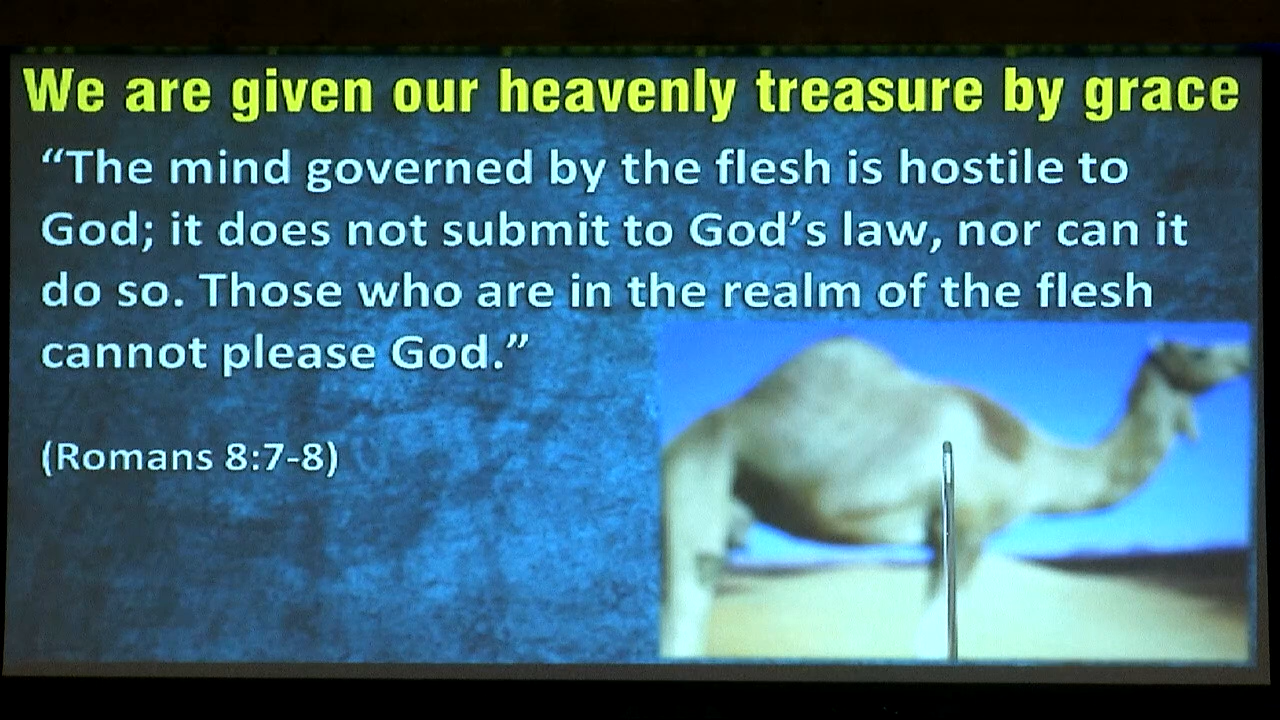 We are given our heavenly treasure by grace
“The mind governed by the flesh is hostile to
God; it does not submit to God’s law, nor can it
do so. Those who are in the realm of the flesh
cannot please God.”
(Romans 8:7-8)